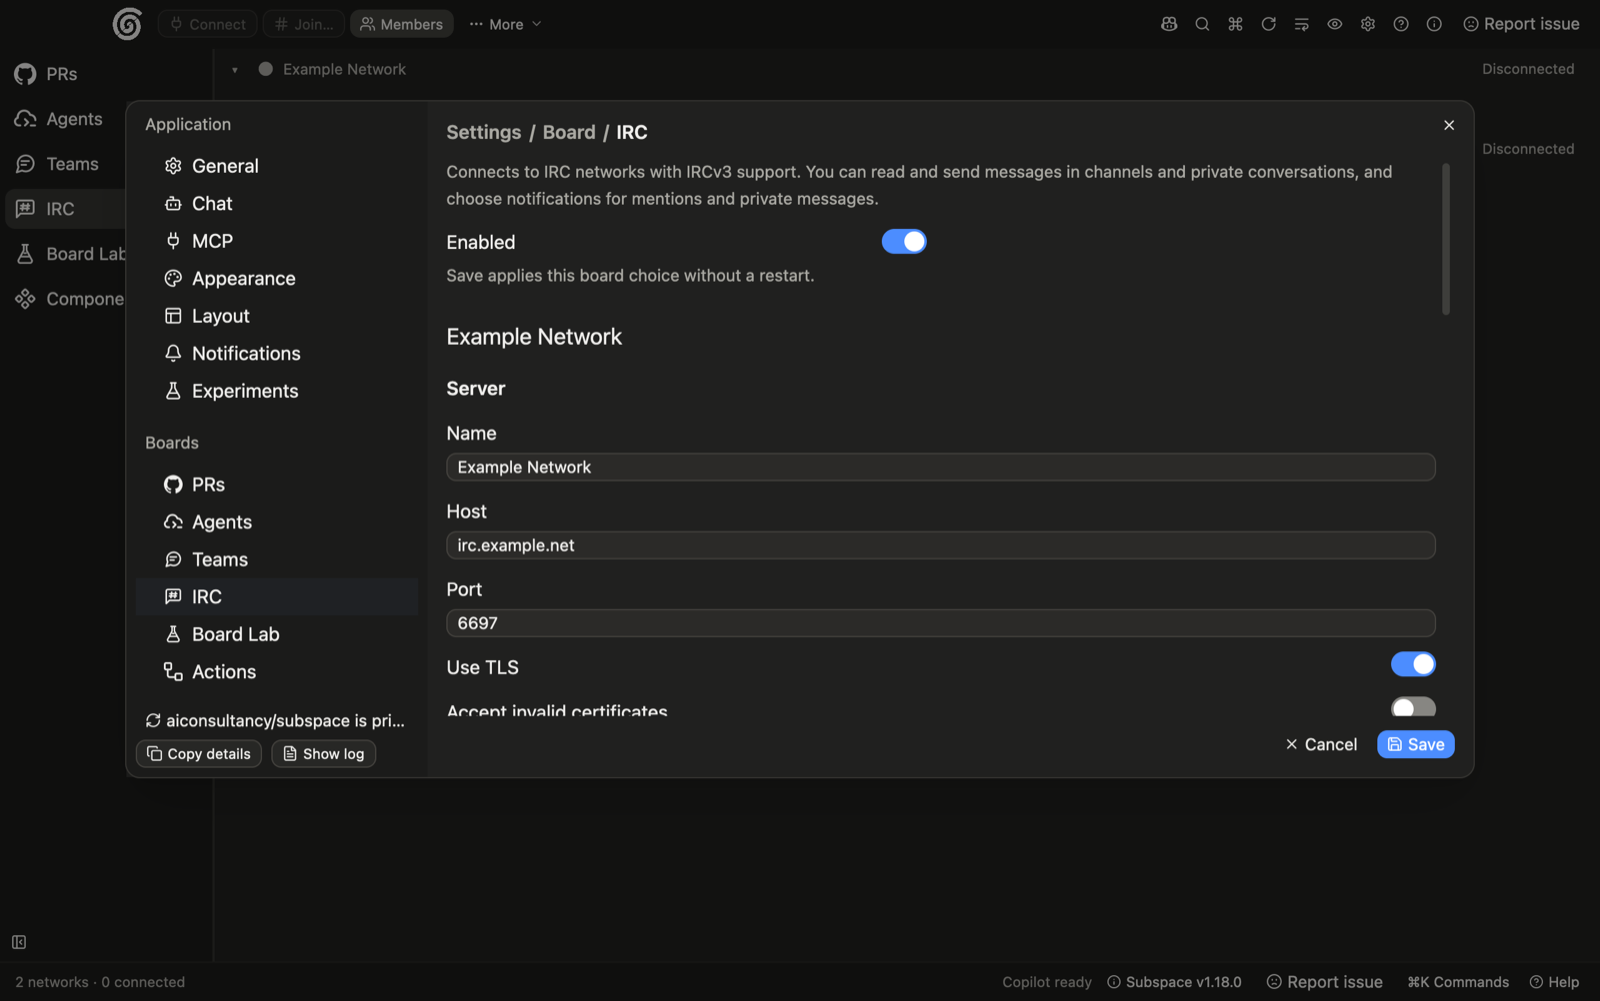 Connect
Join...
Members
More
Report issue
PRs
Agents
Teams
IRC
Board Lab
Compone
Example Network
Disconnected
Disconnected
Application
General
Chat
MCP
Appearance
Layout
Notifications
Experiments
Boards
PRs
Agents
Teams
IRC
Board Lab
Actions
aiconsultancy/subspace is pri...
Copy details
Show log
Settings / Board / IRC
Connects to IRC networks with IRCv3 support. You can read and send messages in channels and private conversations, and
choose notifications for mentions and private messages.
Enabled
Save applies this board choice without a restart.
Example Network
Server
Name
Example Network
Host
irc.example.net
Port
6697
Use TLS
Accept invalid certificates
Cancel
Save
2 networks · 0 connected
Copilot ready
Subspace v1.18.0
Report issue
⌘K Commands
Help